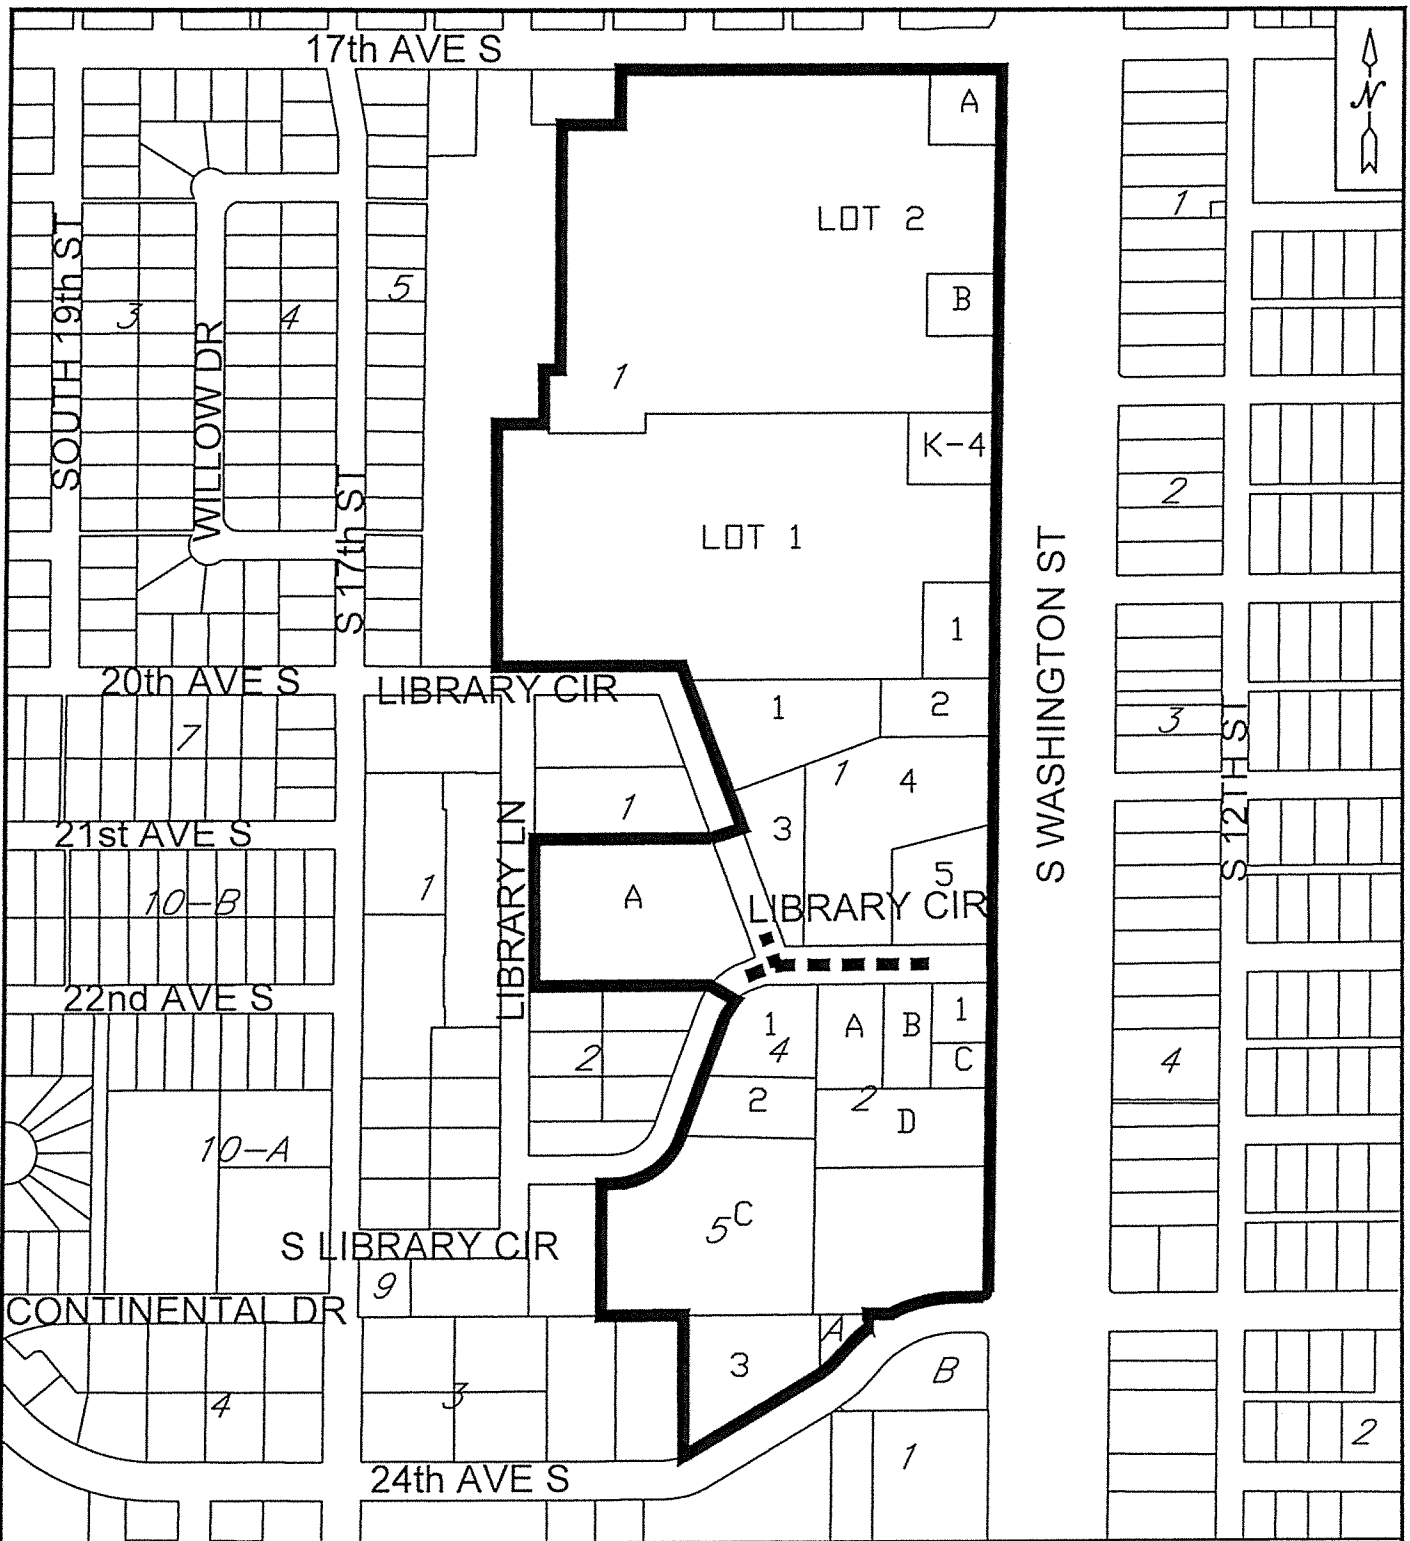 17th AVE S
N
A
LOT 2
1
SOUTH 19th ST
3
WILLOW DR
4
5
B
1
K-4
2
LOT 1
S 17th ST
S WASHINGTON ST
1
20th AVE S
LIBRARY CIR
7
1
2
3
S 12TH ST
1
4
1
3
21st AVE S
LIBRARY LN
10-B
1
A
5
LIBRARY CIR
22nd AVE S
1
4
A
B
1
C
2
4
2
2
D
10-A
5
C
S LIBRARY CIR
9
CONTINENTAL DR
A
3
B
4
3
2
1
24th AVE S